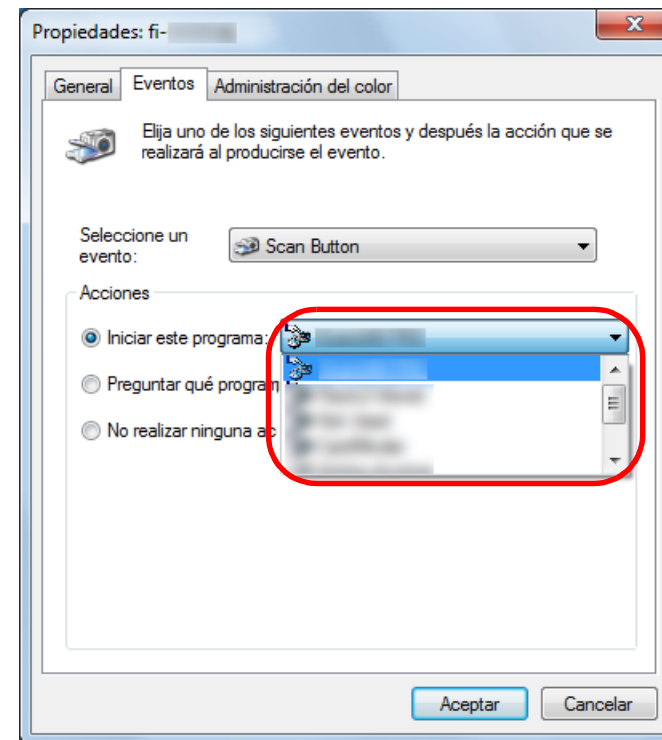 Propiedades: fi-
General Eventos Administración del color
Elija uno de los siguientes eventos y después la acción que se
realizará al producirse el evento.
Seleccione un
evento:
Scan Button
Acciones
Iniciar este programa:
Preguntar qué program
No realizar ninguna ac
Aceptar Cancelar